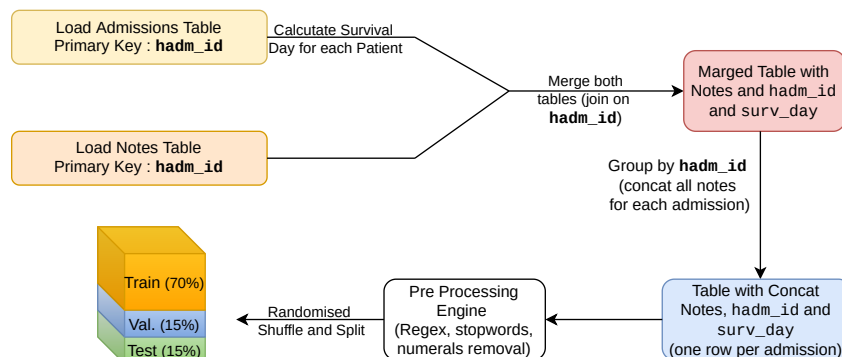 Load Admissions Table
Primary Key : hadm_id
Calcutate Survival
Day for each Patient
Load Notes Table
Primary Key : hadm_id
Merge both
tables (join on
hadm_id)
Marged Table with
Notes and hadm_id
and surv_day
Group by hadm_id
(concat all notes
for each admission)
Table with Concat
Notes, hadm_id and
surv_day
(one row per admission)
Pre Processing
Engine
(Regex, stopwords,
numerals removal)
Randomised
Shuffle and Split
Train (70%)
Val. (15%)
Test (15%)